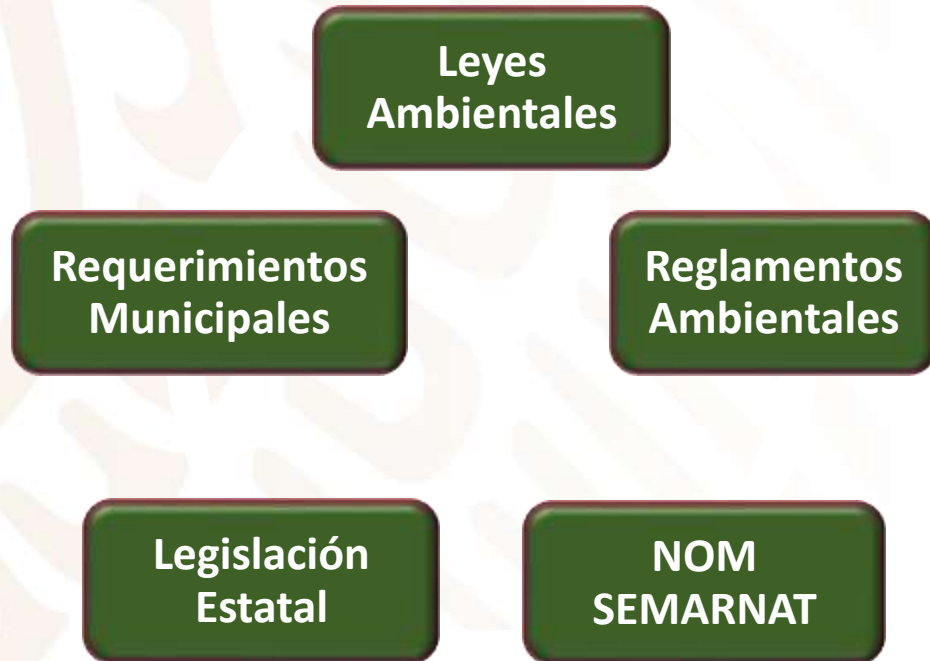 Leyes
Ambientales
Requerimientos
Municipales
Reglamentos
Ambientales
Legislación
Estatal
NOM
SEMARNAT